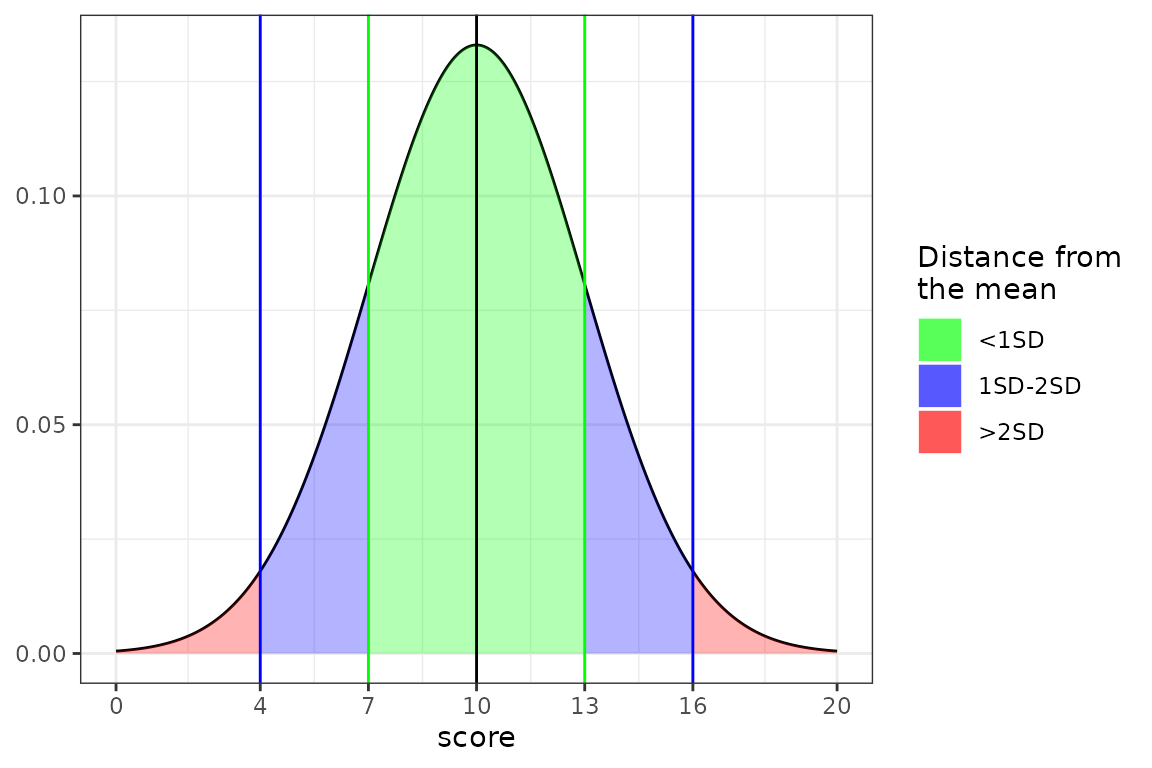 0.10
0.05
0.00
0 4 7 10 13 16 20
score
Distance from
the mean
<1SD
1SD-2SD
>2SD